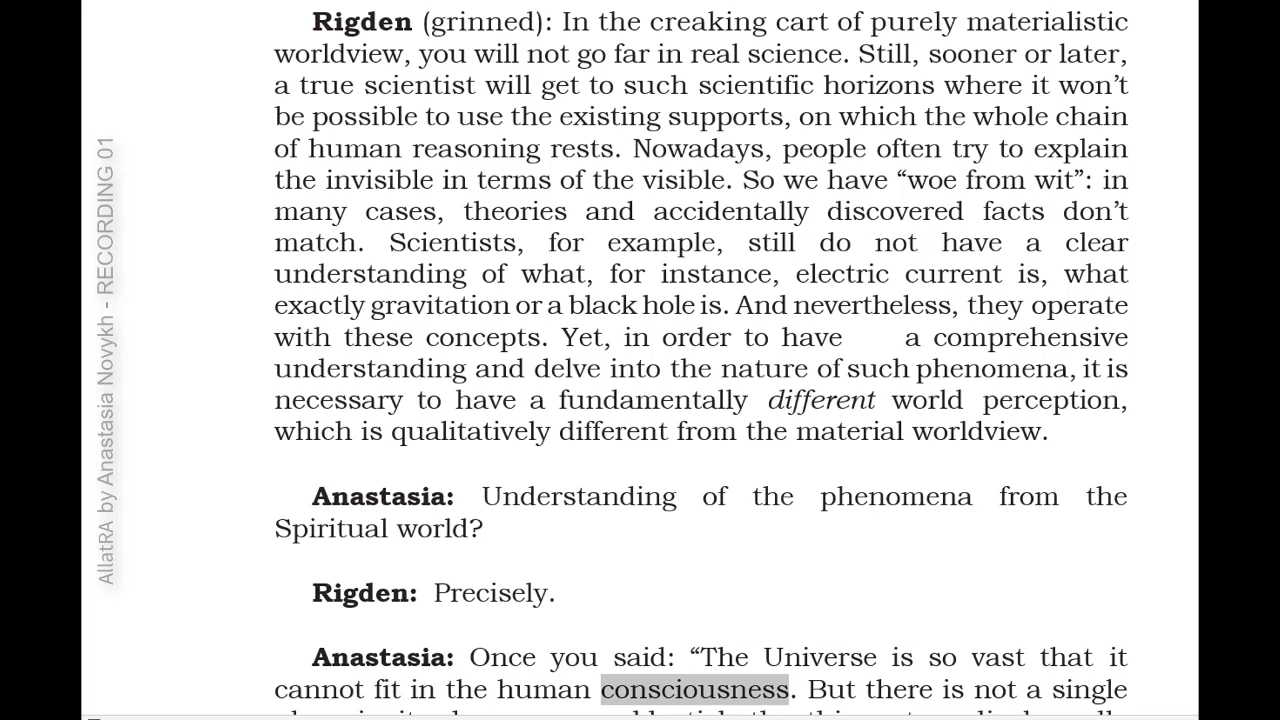 Rigden (grinned): In the creaking cart of purely materialistic
worldview, you will not go far in real science. Still, sooner or later,
a true scientist will get to such scientific horizons where it won’t
be possible to use the existing supports, on which the whole chain
of human reasoning rests. Nowadays, people often try to explain
the invisible in terms of the visible. So we have “woe from wit”: in
many cases, theories and accidentally discovered facts don’t
match. Scientists, for example, still do not have a clear
understanding of what, for instance, electric current is, what
exactly gravitation or a black hole is. And nevertheless, they operate
with these concepts. Yet, in order to have a comprehensive
understanding and delve into the nature of such phenomena, it is
necessary to have a fundamentally different world perception,
which is qualitatively different from the material worldview.
Anastasia: Understanding of the phenomena from the
Spiritual world?
Rigden: Precisely.
Anastasia: Once you said: “The Universe is so vast that it
cannot fit in the human consciousness. But there is not a single
AllatRA by Anastasia Novykh - RECORDING 01